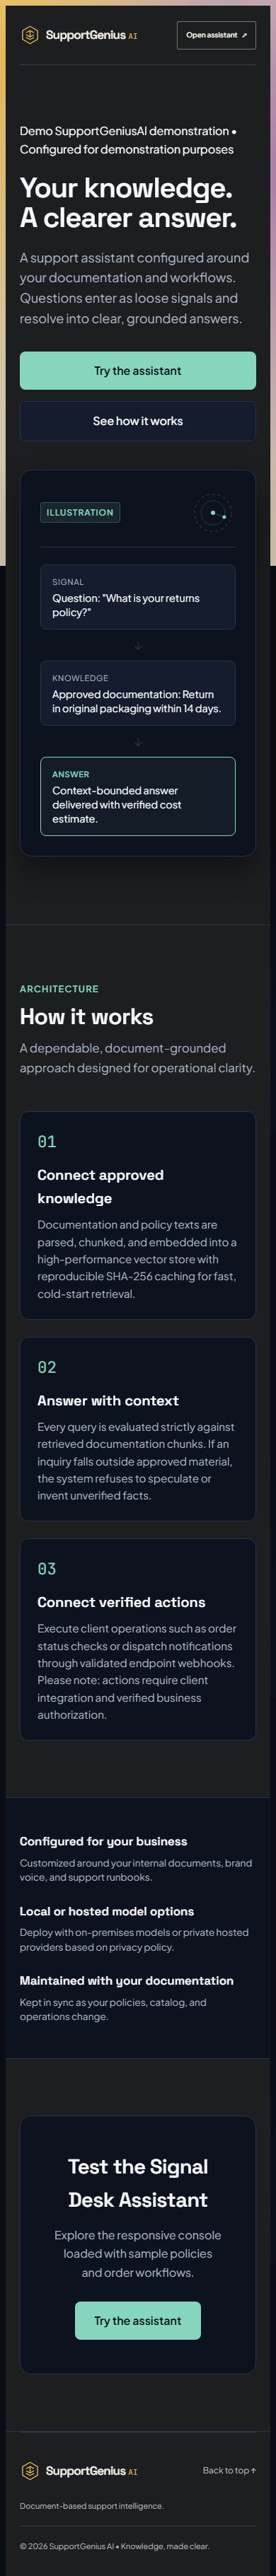 SupportGenius AI
Open assistant ↗
Demo SupportGeniusAI demonstration •
Configured for demonstration purposes
Your knowledge.
A clearer answer.
A support assistant configured around
your documentation and workflows.
Questions enter as loose signals and
resolve into clear, grounded answers.
Try the assistant
See how it works
ILLUSTRATION
SIGNAL
Question: "What is your returns
policy?"
↓
KNOWLEDGE
Approved documentation: Return
in original packaging within 14 days.
↓
ANSWER
Context-bounded answer
delivered with verified cost
estimate.
ARCHITECTURE
How it works
A dependable, document-grounded
approach designed for operational clarity.
01
Connect approved
knowledge
Documentation and policy texts are
parsed, chunked, and embedded into a
high-performance vector store with
reproducible SHA-256 caching for fast,
cold-start retrieval.
02
Answer with context
Every query is evaluated strictly against
retrieved documentation chunks. If an
inquiry falls outside approved material,
the system refuses to speculate or
invent unverified facts.
03
Connect verified actions
Execute client operations such as order
status checks or dispatch notifications
through validated endpoint webhooks.
Please note: actions require client
integration and verified business
authorization.
Configured for your business
Customized around your internal documents, brand
voice, and support runbooks.
Local or hosted model options
Deploy with on-premises models or private hosted
providers based on privacy policy.
Maintained with your documentation
Kept in sync as your policies, catalog, and
operations change.
Test the Signal
Desk Assistant
Explore the responsive console
loaded with sample policies
and order workflows.
Try the assistant
SupportGenius AI
Back to top ↑
Document-based support intelligence.
© 2026 SupportGenius AI • Knowledge, made clear.